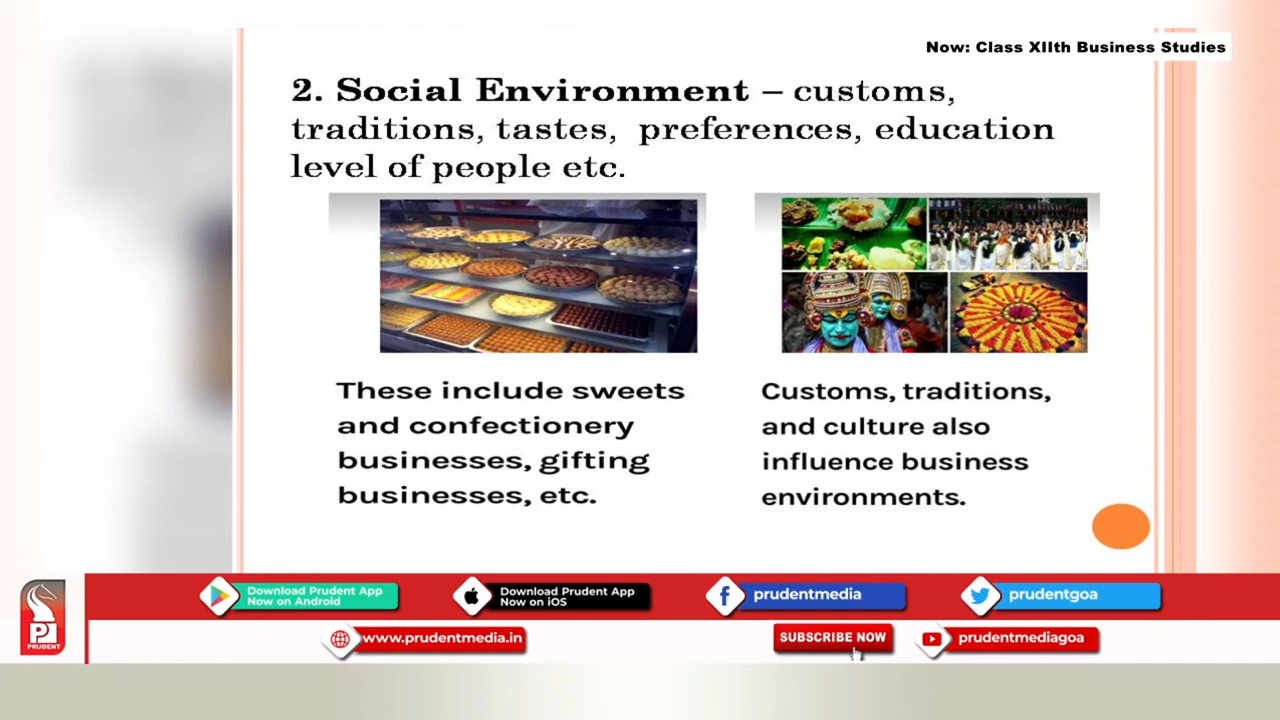 Now: Class XIIth Business Studies
2. Social Environment – customs,
traditions, tastes, preferences, education
level of people etc.
These include sweets
and confectionery
businesses, gifting
businesses, etc.
Customs, traditions,
and culture also
influence business
environments.
Download Prudent App
Now on Android
Download Prudent App
Now on iOS
prudentmedia
prudentgoa
PRUDENT
www.prudentmedia.in
SUBSCRIBE NOW
prudentmediagoa